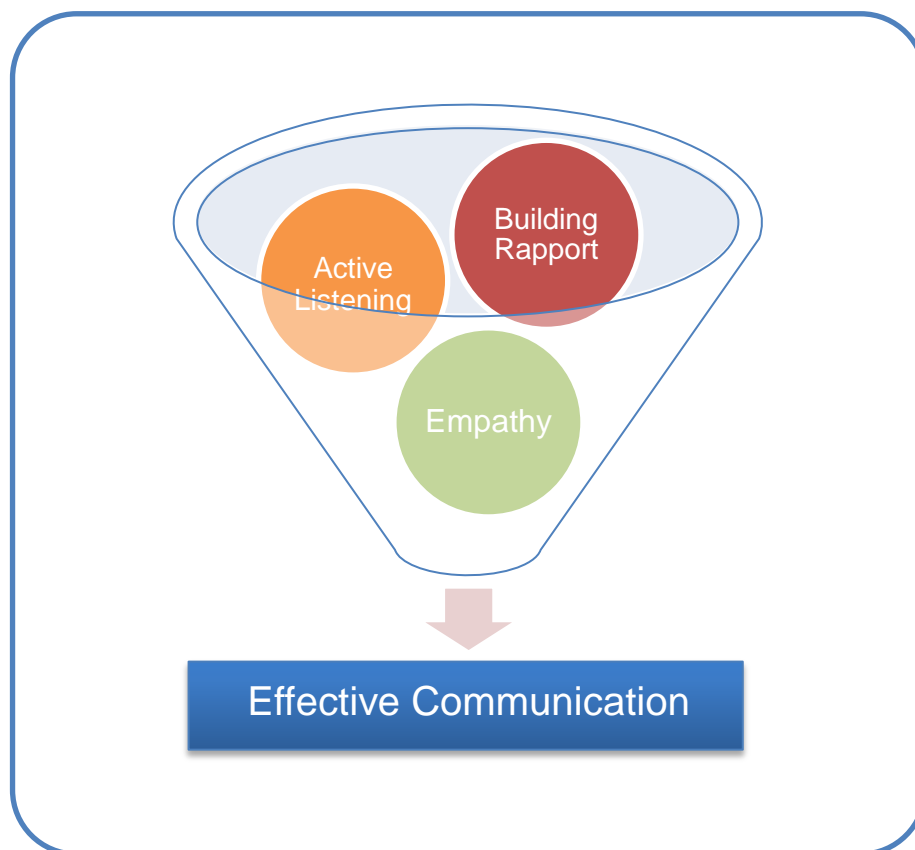 Building
Rapport
Active
Listening
Empathy
Effective Communication